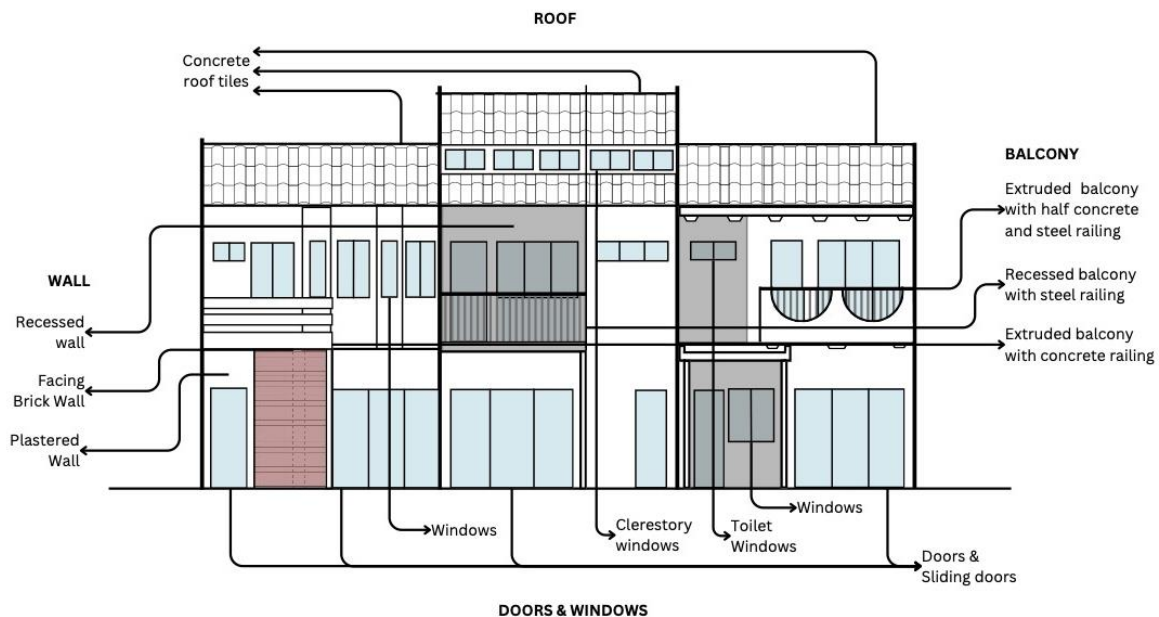 ROOF
Concrete
roof tiles
BALCONY
Extruded balcony
with half concrete
and steel railing
Recessed balcony
with steel railing
Extruded balcony
with concrete railing
WALL
Recessed
wall
Facing
Brick Wall
Plastered
Wall
Windows
Clerestory
windows
Toilet
Windows
Windows
Doors &
Sliding doors
DOORS & WINDOWS